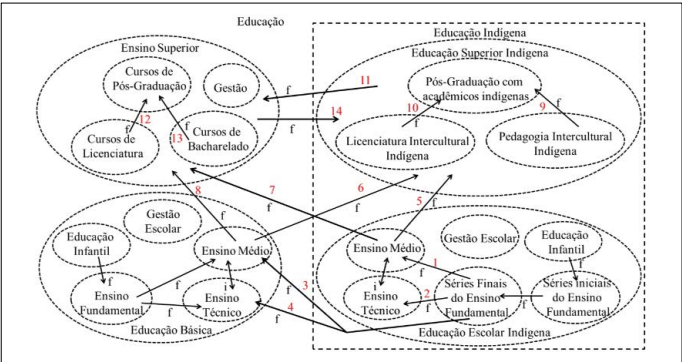 Educação
Educação Indígena
Ensino Superior
Educação Superior Indígena
Cursos de
Pós-Graduação
Gestão
f
11
Pós-Graduação com
acadêmicos indígenas
12
f
13
f
14
f
10
f
9
f
Cursos de
Licenciatura
Cursos de
Bacharelado
Licenciatura Intercultural
Indígena
Pedagogia Intercultural
Indígena
8
f
7
f
6
f
5
f
Gestão
Escolar
Educação
Infantil
Ensino Médio
f
f
f
i
Ensino
Fundamental
Ensino
Técnico
Educação Básica
3
f
4
f
Ensino Médio
Gestão Escolar
Educação
Infantil
1
f
f
i
2
f
f
Ensino
Técnico
Séries Finais
do Ensino
Fundamental
Séries iniciais
do Ensino
Fundamental
Educação Escolar Indígena